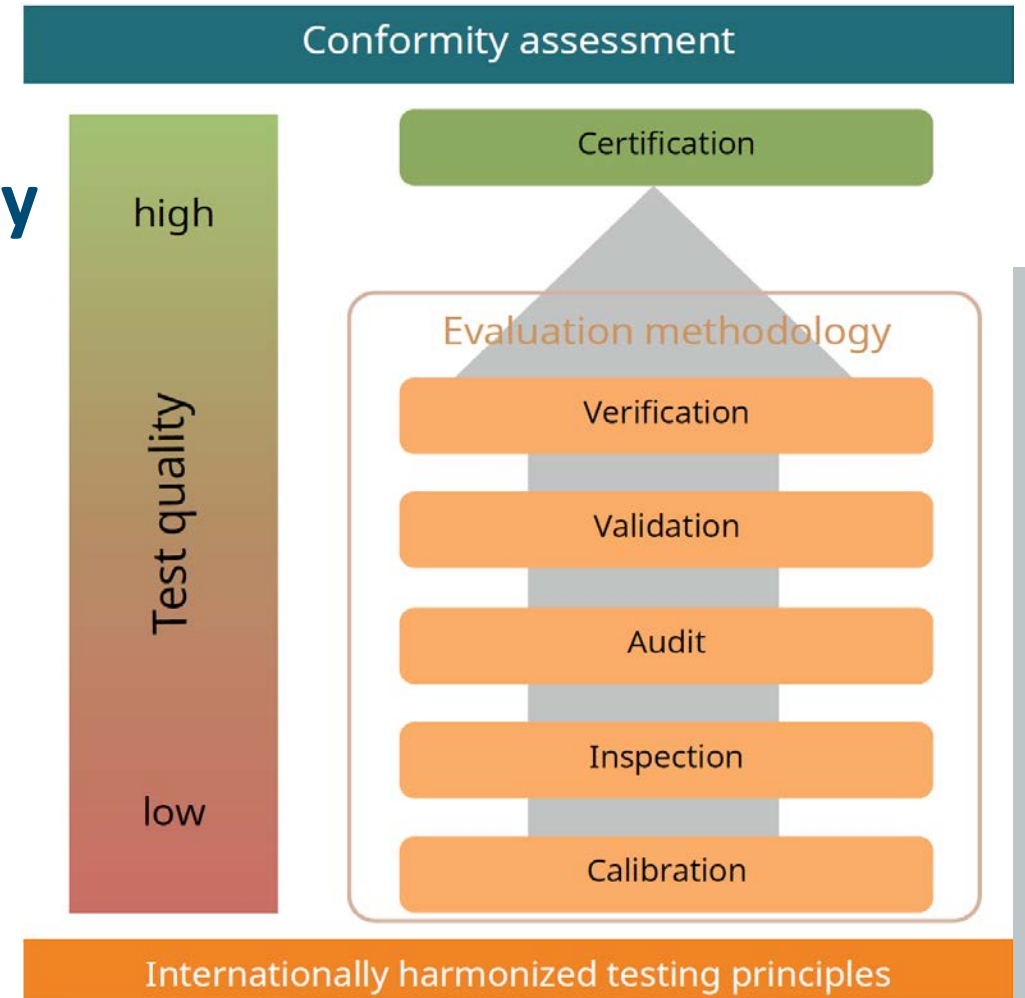 Conformity assessment
Certification
y
high
Evaluation methodology
Verification
Test quality
Validation
Audit
Inspection
low
Calibration
Internationally harmonized testing principles